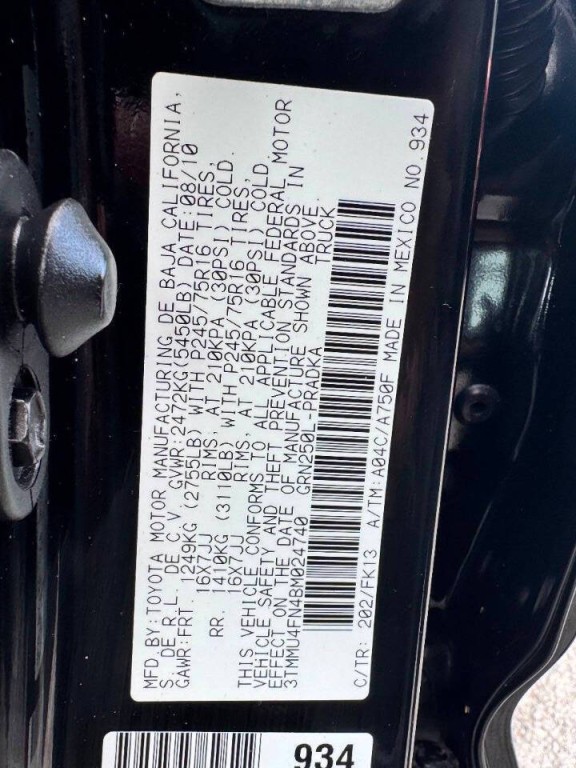 MFD.BY:TOYOTA MOTOR MANUFACTURING DE BAJA CALIFORNIA,
S. DE R.L. DE C.V. GVWR:2472KG(5450LB) DATE:08/10
GAWR:FRT. 1249KG(2755LB) WITH P245/75R16 TIRES,
16X7JJ RIMS, AT 210KPA (30PSI) COLD.
RR. 1410KG(3110LB) WITH P245/75R16 TIRES,
16X7JJ RIMS, AT 210KPA (30PSI) COLD.
THIS VEHICLE CONFORMS TO ALL APPLICABLE FEDERAL MOTOR
VEHICLE SAFETY AND THEFT PREVENTION STANDARDS IN
EFFECT ON THE DATE OF MANUFACTURE SHOWN ABOVE.
3TMMU4FN4BM024740 GRN250L-PRADKA TRUCK
C/TR: 202/FK13 A/TM:A04C/A750F MADE IN MEXICO NO.934
934